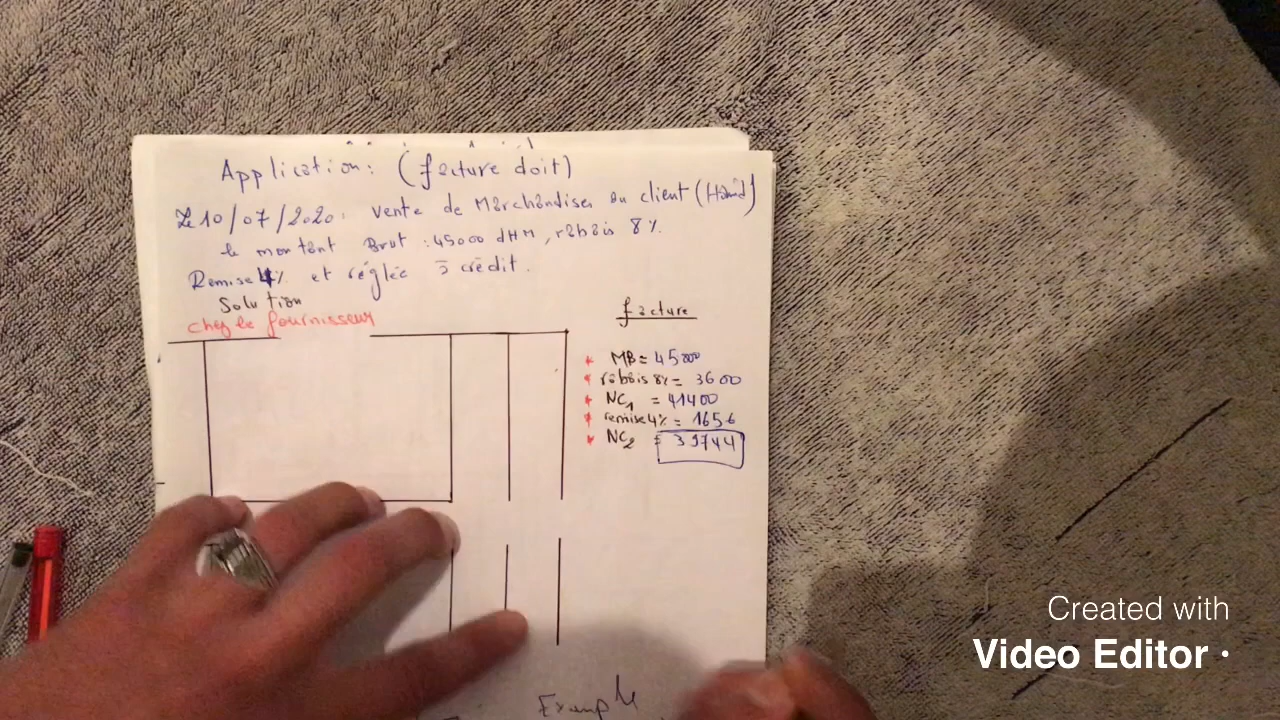 Application: (facture doit)
Le 10/07/2020: vente de Marchandises au client (Hamid)
le montant Brut : 45000 dHM, rabais 8%.
Remise 4% et réglée à crédit.
Solution
chez le fournisseur
facture
* MB = 45000
* rabais 8% = 3600
* NC1 = 41400
* remise 4% = 1656
* NC2 = 39744
Example
Created with
Video Editor ·